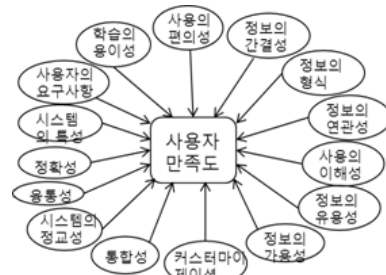 사용의
편의성
학습의
용이성
정보의
간결성
사용자의
요구사항
정보의
형식
시스템
의 특성
정보의
연관성
사용자
만족도
정확성
사용의
이해성
융통성
정보의
유용성
시스템의
정교성
정보의
가용성
통합성
커스터마이
제이션